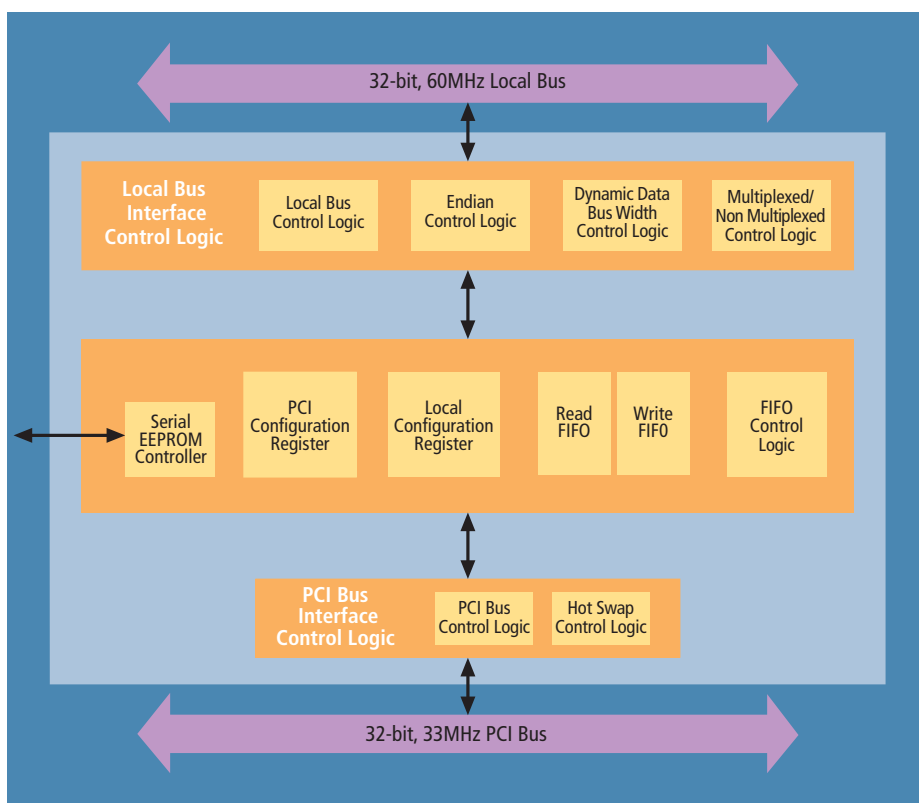 32-bit, 60MHz Local Bus
Local Bus
Interface
Control Logic
Local Bus
Control Logic
Endian
Control Logic
Dynamic Data
Bus Width
Control Logic
Multiplexed/
Non Multiplexed
Control Logic
Serial
EEPROM
Controller
PCI
Configuration
Register
Local
Configuration
Register
Read
FIFO
Write
FIF0
FIFO
Control
Logic
PCI Bus
Interface
Control Logic
PCI Bus
Control Logic
Hot Swap
Control Logic
32-bit, 33MHz PCI Bus